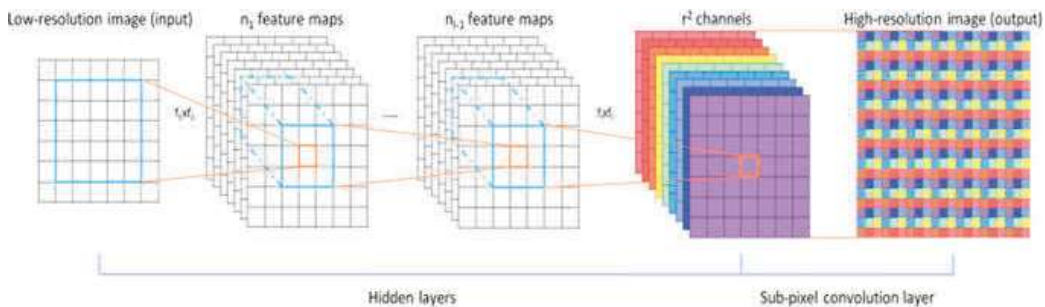 Low-resolution image (input)
n1 feature maps
nl-1 feature maps
r² channels
High-resolution image (output)
f1xf1
.....
Hidden layers
Sub-pixel convolution layer